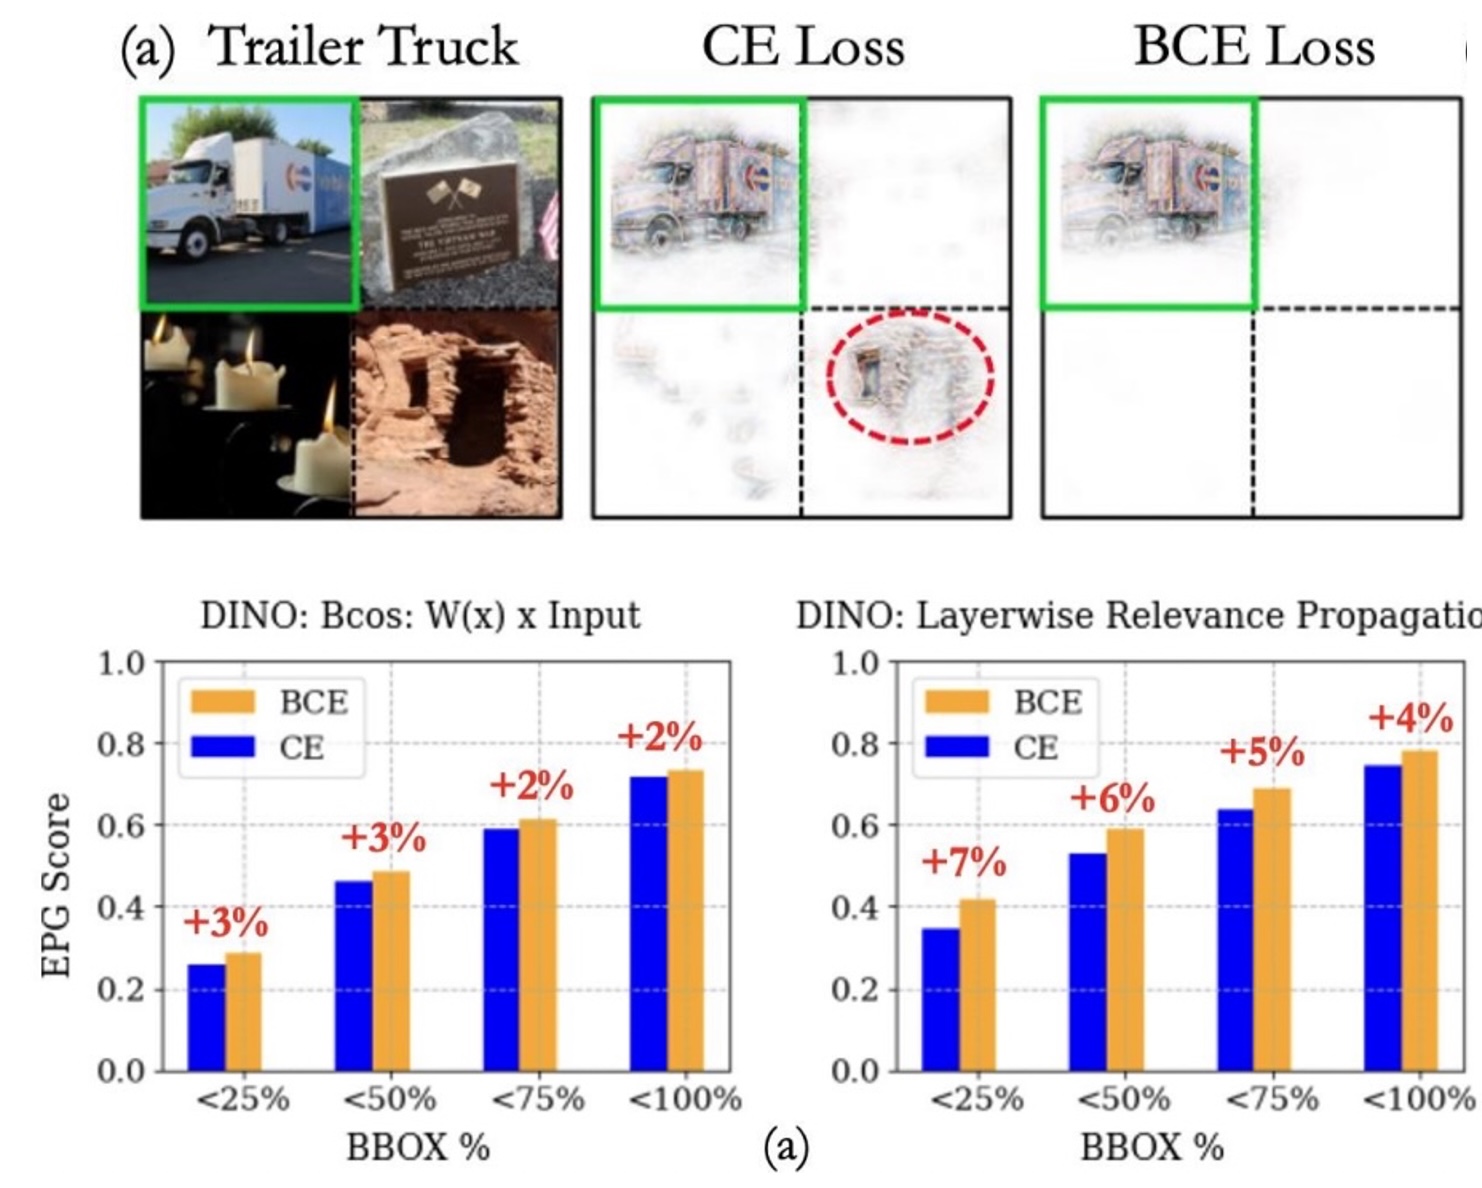 (a) Trailer Truck
CE Loss
BCE Loss
THE VIETNAM WAR
DINO: Bcos: W(x) x Input
1.0
0.8
0.6
0.4
0.2
0.0
EPG Score
BCE
CE
+3%
+3%
+2%
+2%
<25%
<50%
<75%
<100%
BBOX %
DINO: Layerwise Relevance Propagatio
1.0
0.8
0.6
0.4
0.2
0.0
BCE
CE
+7%
+6%
+5%
+4%
<25%
<50%
<75%
<100%
BBOX %
(a)